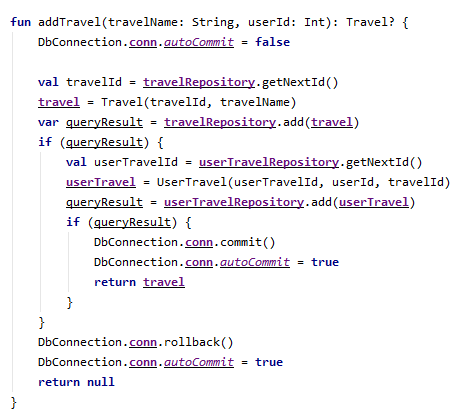 fun addTravel(travelName: String, userId: Int): Travel? {
    DbConnection.conn.autoCommit = false

    val travelId = travelRepository.getNextId()
    travel = Travel(travelId, travelName)
    var queryResult = travelRepository.add(travel)
    if (queryResult) {
        val userTravelId = userTravelRepository.getNextId()
        userTravel = UserTravel(userTravelId, userId, travelId)
        queryResult = userTravelRepository.add(userTravel)
        if (queryResult) {
            DbConnection.conn.commit()
            DbConnection.conn.autoCommit = true
            return travel
        }
    }
    DbConnection.conn.rollback()
    DbConnection.conn.autoCommit = true
    return null
}